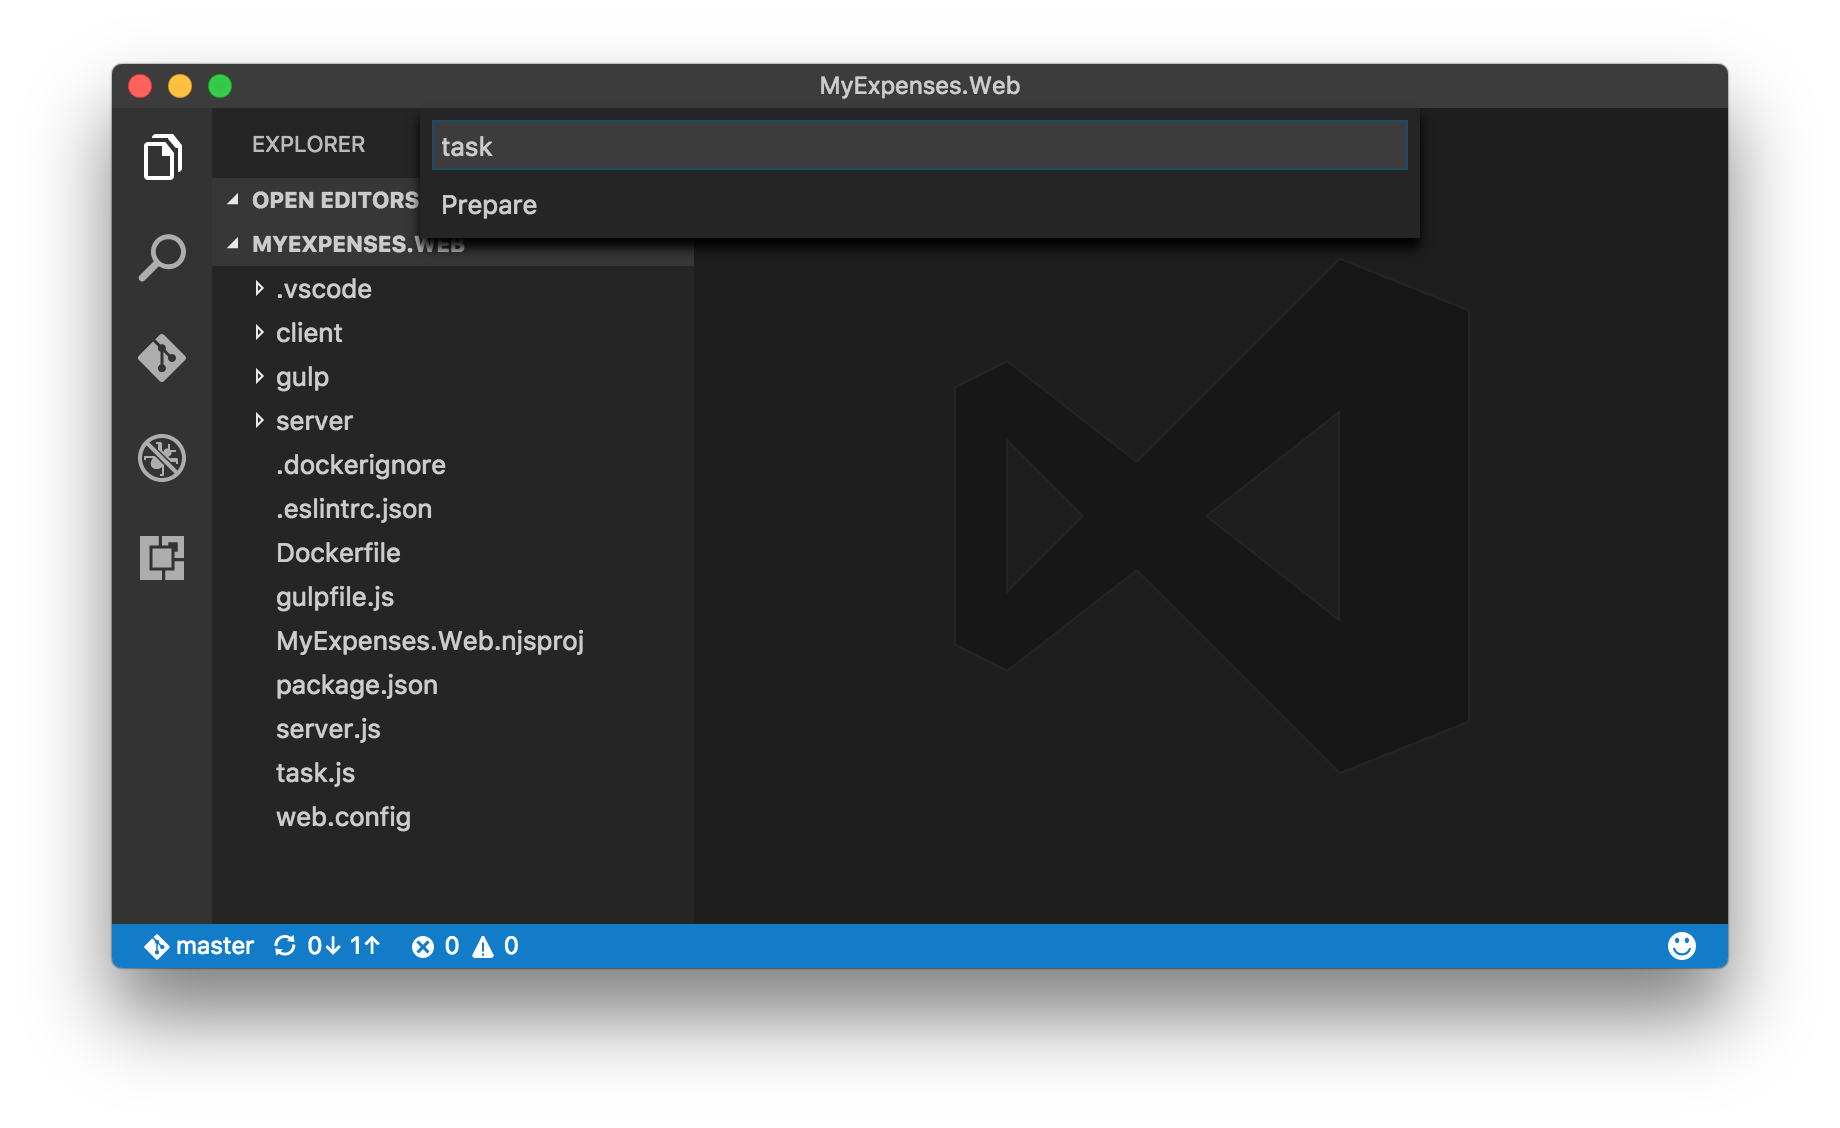 MyExpenses.Web
EXPLORER
task
Prepare
OPEN EDITORS
MYEXPENSES.WEB
.vscode
client
gulp
server
.dockerignore
.eslintrc.json
Dockerfile
gulpfile.js
MyExpenses.Web.njsproj
package.json
server.js
task.js
web.config
master 0↓ 1↑ 0 0